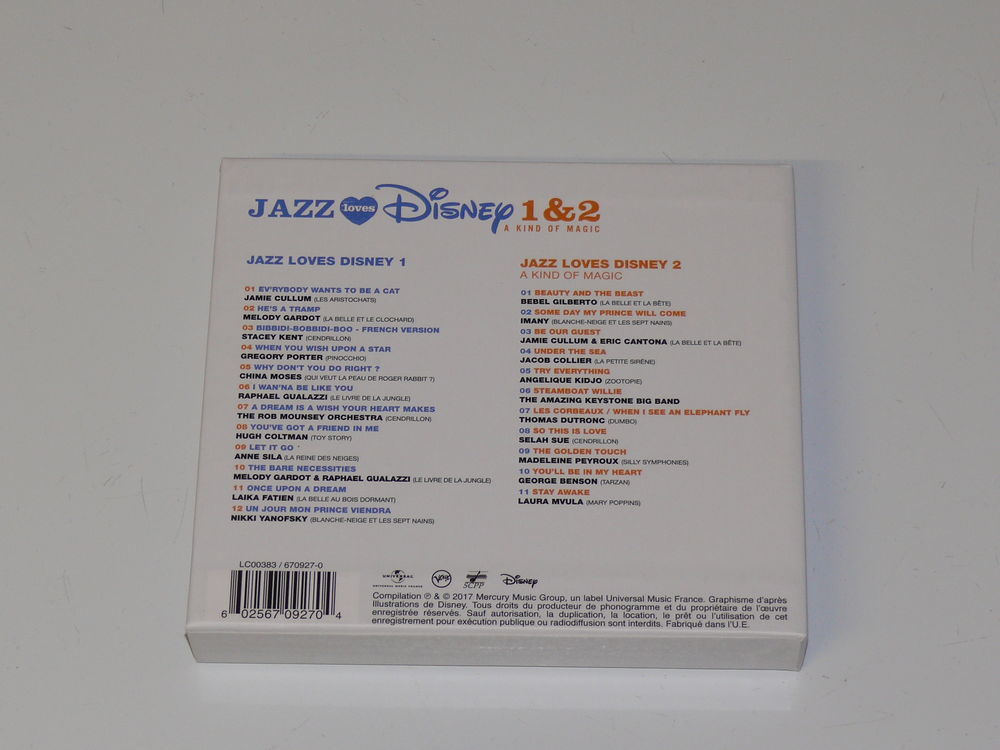 JAZZ loves Disney 1&2
A KIND OF MAGIC
JAZZ LOVES DISNEY 1
01 EV'RYBODY WANTS TO BE A CAT
JAMIE CULLUM (LES ARISTOCHATS)
02 HE'S A TRAMP
MELODY GARDOT (LA BELLE ET LE CLOCHARD)
03 BIBBIDI-BOBBIDI-BOO - FRENCH VERSION
STACEY KENT (CENDRILLON)
04 WHEN YOU WISH UPON A STAR
GREGORY PORTER (PINOCCHIO)
05 WHY DON'T YOU DO RIGHT ?
CHINA MOSES (QUI VEUT LA PEAU DE ROGER RABBIT ?)
06 I WAN'NA BE LIKE YOU
RAPHAEL GUALAZZI (LE LIVRE DE LA JUNGLE)
07 A DREAM IS A WISH YOUR HEART MAKES
THE ROB MOUNSEY ORCHESTRA (CENDRILLON)
08 YOU'VE GOT A FRIEND IN ME
HUGH COLTMAN (TOY STORY)
09 LET IT GO
ANNE SILA (LA REINE DES NEIGES)
10 THE BARE NECESSITIES
MELODY GARDOT & RAPHAEL GUALAZZI (LE LIVRE DE LA JUNGLE)
11 ONCE UPON A DREAM
LAIKA FATIEN (LA BELLE AU BOIS DORMANT)
12 UN JOUR MON PRINCE VIENDRA
NIKKI YANOFSKY (BLANCHE-NEIGE ET LES SEPT NAINS)
JAZZ LOVES DISNEY 2
A KIND OF MAGIC
01 BEAUTY AND THE BEAST
BEBEL GILBERTO (LA BELLE ET LA BÊTE)
02 SOME DAY MY PRINCE WILL COME
IMANY (BLANCHE-NEIGE ET LES SEPT NAINS)
03 BE OUR GUEST
JAMIE CULLUM & ERIC CANTONA (LA BELLE ET LA BÊTE)
04 UNDER THE SEA
JACOB COLLIER (LA PETITE SIRÈNE)
05 TRY EVERYTHING
ANGELIQUE KIDJO (ZOOTOPIE)
06 STEAMBOAT WILLIE
THE AMAZING KEYSTONE BIG BAND
07 LES CORBEAUX / WHEN I SEE AN ELEPHANT FLY
THOMAS DUTRONC (DUMBO)
08 SO THIS IS LOVE
SELAH SUE (CENDRILLON)
09 THE GOLDEN TOUCH
MADELEINE PEYROUX (SILLY SYMPHONIES)
10 YOU'LL BE IN MY HEART
GEORGE BENSON (TARZAN)
11 STAY AWAKE
LAURA MVULA (MARY POPPINS)
LC00383 / 670927-0
6 02567 09270 4
UNIVERSAL
UNIVERSAL MUSIC FRANCE
Verve
SCPP
Disney
Compilation ℗ & © 2017 Mercury Music Group, un label Universal Music France. Graphisme d'après
Illustrations de Disney. Tous droits du producteur de phonogramme et du propriétaire de l'œuvre
enregistrée réservés. Sauf autorisation, la duplication, la location, le prêt ou l'utilisation de cet
enregistrement pour exécution publique ou radiodiffusion sont interdits. Fabriqué dans l'U.E.